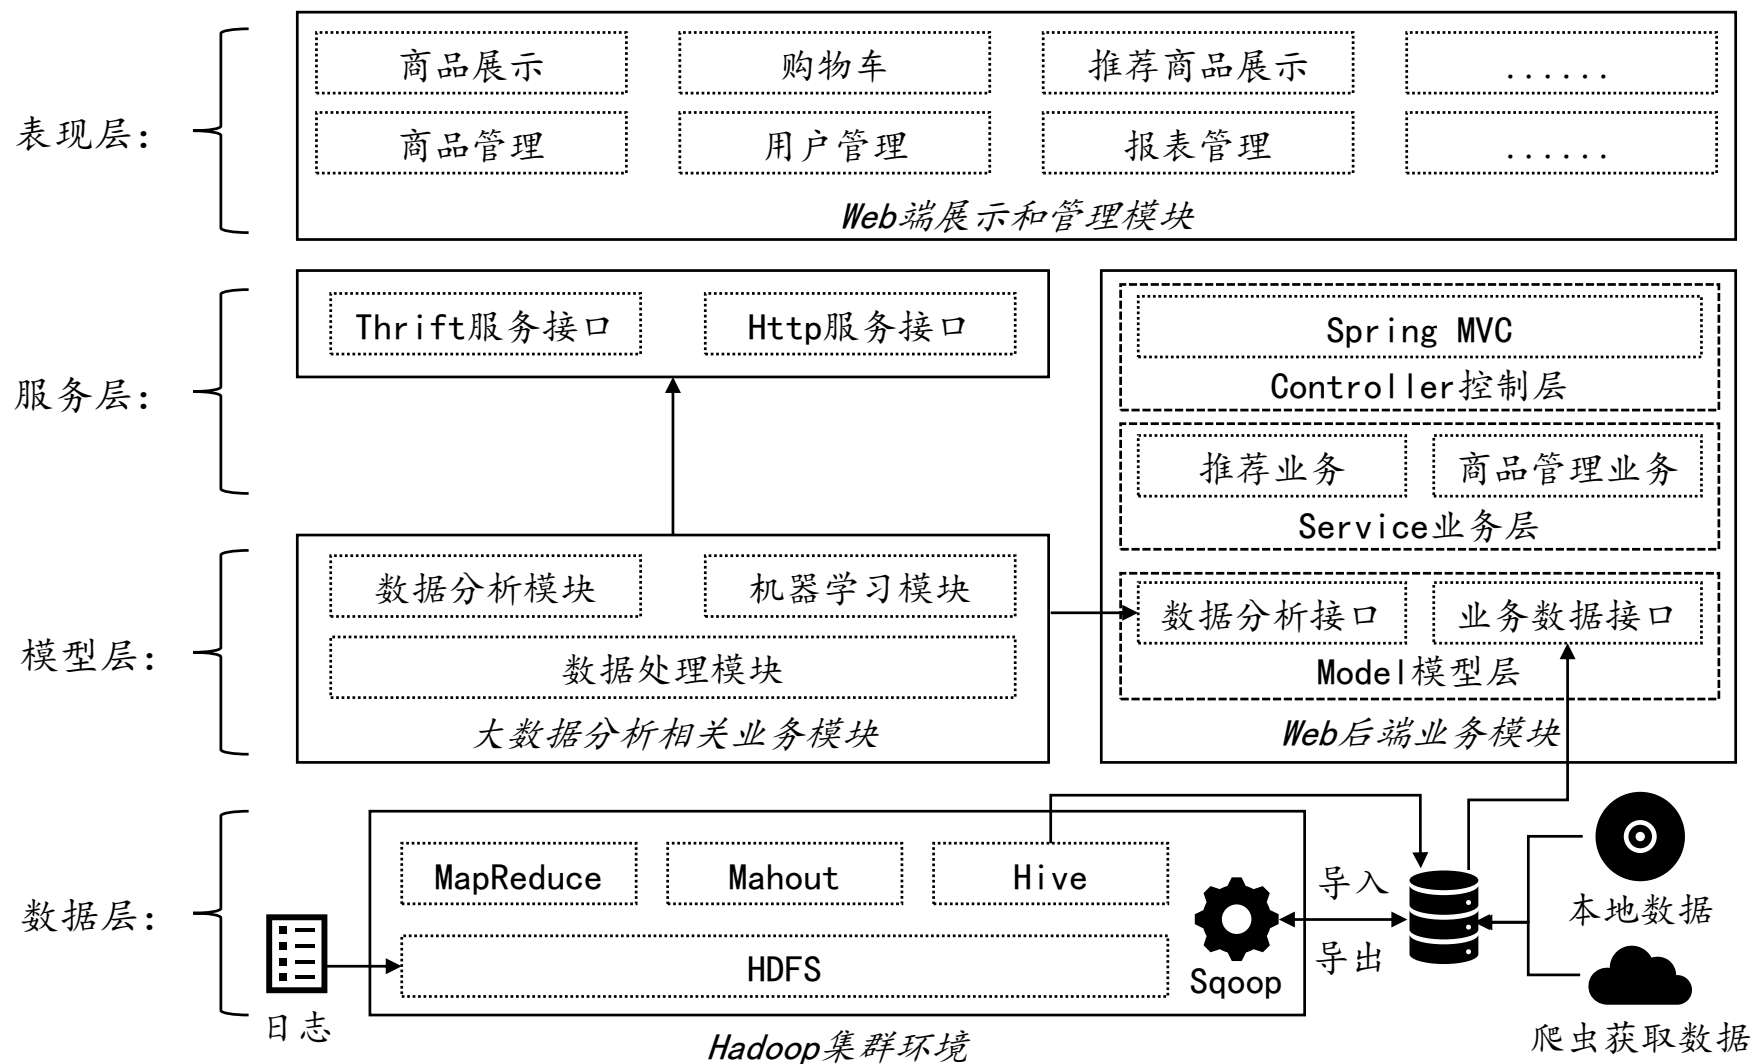 表现层：
商品展示
购物车
推荐商品展示
......
商品管理
用户管理
报表管理
......
Web端展示和管理模块
服务层：
Thrift服务接口
Http服务接口
Spring MVC
Controller控制层
推荐业务
商品管理业务
Service业务层
模型层：
数据分析模块
机器学习模块
数据处理模块
大数据分析相关业务模块
数据分析接口
业务数据接口
Model模型层
Web后端业务模块
数据层：
日志
MapReduce
Mahout
Hive
HDFS
Sqoop
Hadoop集群环境
导入
导出
本地数据
爬虫获取数据